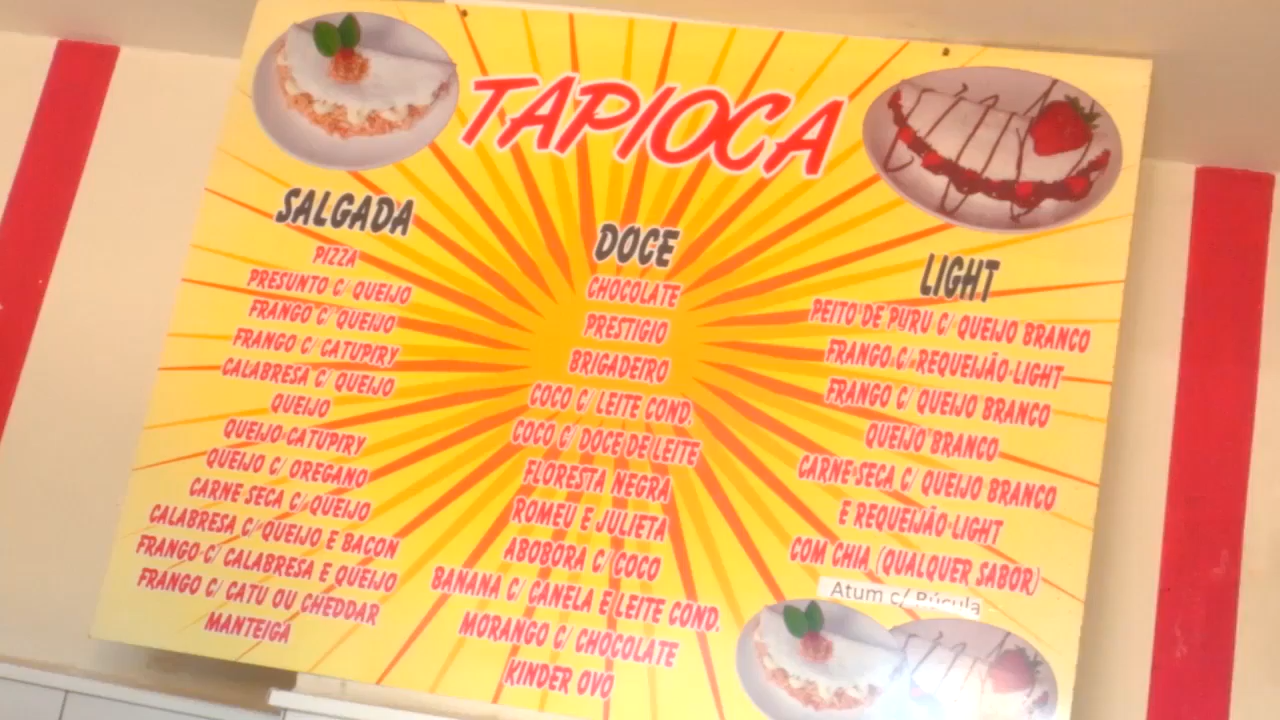 TAPIOCA
SALGADA
PIZZA
PRESUNTO C/ QUEIJO
FRANGO C/ QUEIJO
FRANGO C/ CATUPIRY
CALABRESA C/ QUEIJO
QUEIJO
QUEIJO CATUPIRY
QUEIJO C/ OREGANO
CARNE SECA C/ QUEIJO
CALABRESA C/ QUEIJO E BACON
FRANGO C/ CALABRESA E QUEIJO
FRANGO C/ CATU OU CHEDDAR
MANTEIGA
DOCE
CHOCOLATE
PRESTIGIO
BRIGADEIRO
COCO C/ LEITE COND.
COCO C/ DOCE DE LEITE
FLORESTA NEGRA
ROMEU E JULIETA
ABOBORA C/ COCO
BANANA C/ CANELA E LEITE COND.
MORANGO C/ CHOCOLATE
KINDER OVO
LIGHT
PEITO DE PURU C/ QUEIJO BRANCO
FRANGO C/ REQUEIJÃO LIGHT
FRANGO C/ QUEIJO BRANCO
QUEIJO BRANCO
CARNE SECA C/ QUEIJO BRANCO
E REQUEIJÃO LIGHT
COM CHIA (QUALQUER SABOR)
Atum c/ Rúcula